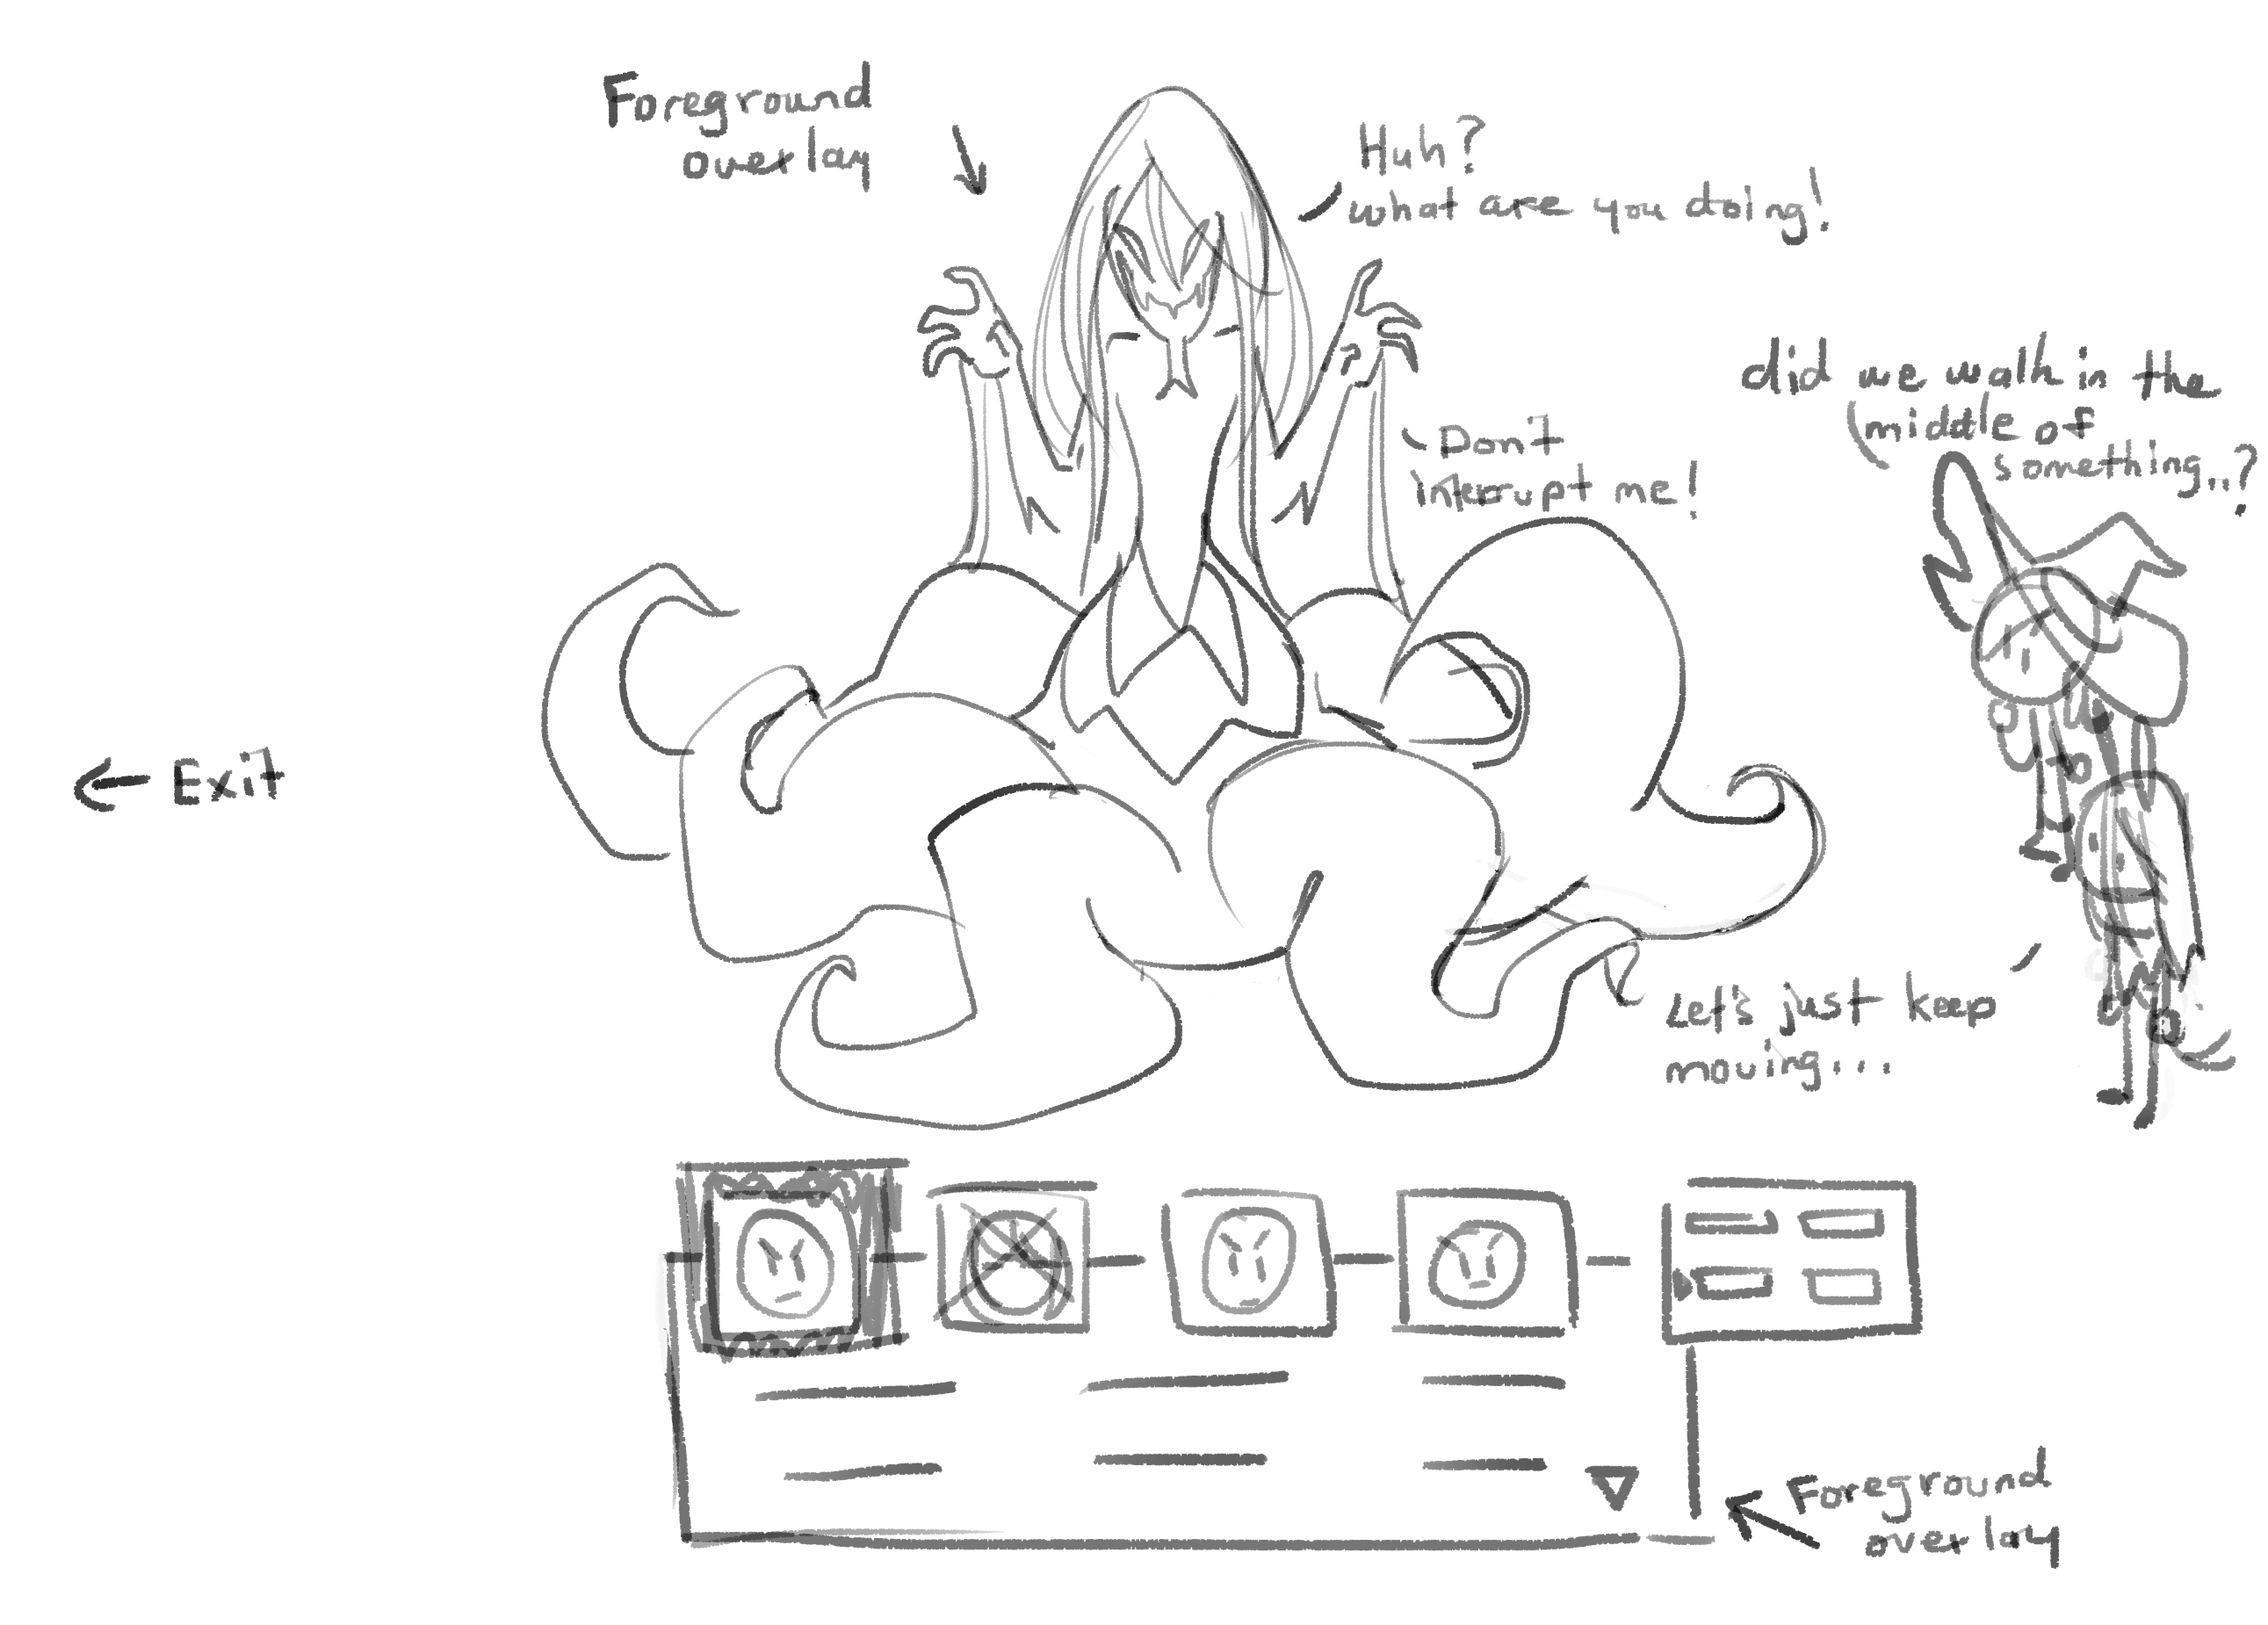 Foreground
overlay
Huh?
what are you doing!
did we walk in the
middle of
something..?
Don't
interrupt me!
← Exit
Let's just keep
moving...
Foreground
overlay